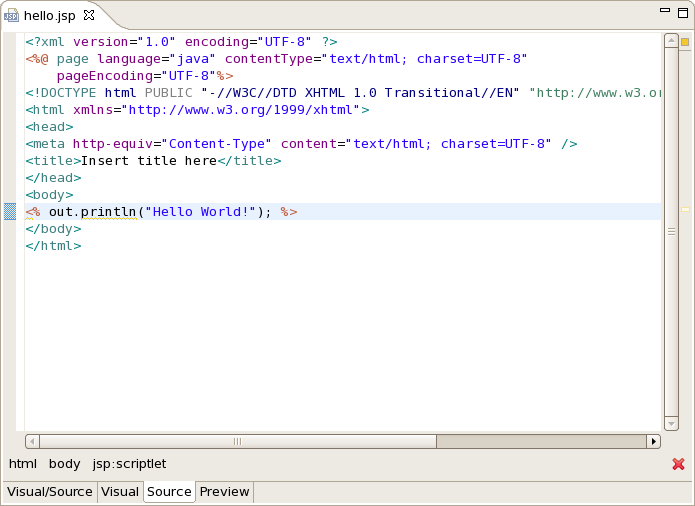 JSP hello.jsp
<?xml version="1.0" encoding="UTF-8" ?>
<%@ page language="java" contentType="text/html; charset=UTF-8"
    pageEncoding="UTF-8"%>
<!DOCTYPE html PUBLIC "-//W3C//DTD XHTML 1.0 Transitional//EN" "http://www.w3.or
<html xmlns="http://www.w3.org/1999/xhtml">
<head>
<meta http-equiv="Content-Type" content="text/html; charset=UTF-8" />
<title>Insert title here</title>
</head>
<body>
<% out.println("Hello World!"); %>
</body>
</html>
html body jsp:scriptlet
Visual/Source Visual Source Preview